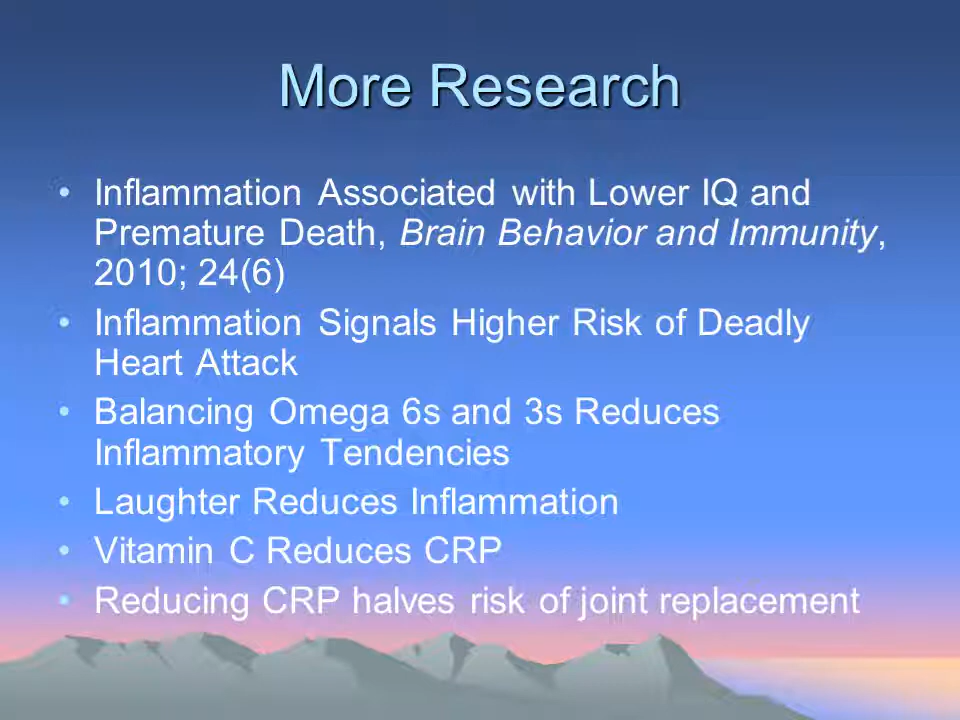 More Research
• Inflammation Associated with Lower IQ and
Premature Death, Brain Behavior and Immunity,
2010; 24(6)
• Inflammation Signals Higher Risk of Deadly
Heart Attack
• Balancing Omega 6s and 3s Reduces
Inflammatory Tendencies
• Laughter Reduces Inflammation
• Vitamin C Reduces CRP
• Reducing CRP halves risk of joint replacement